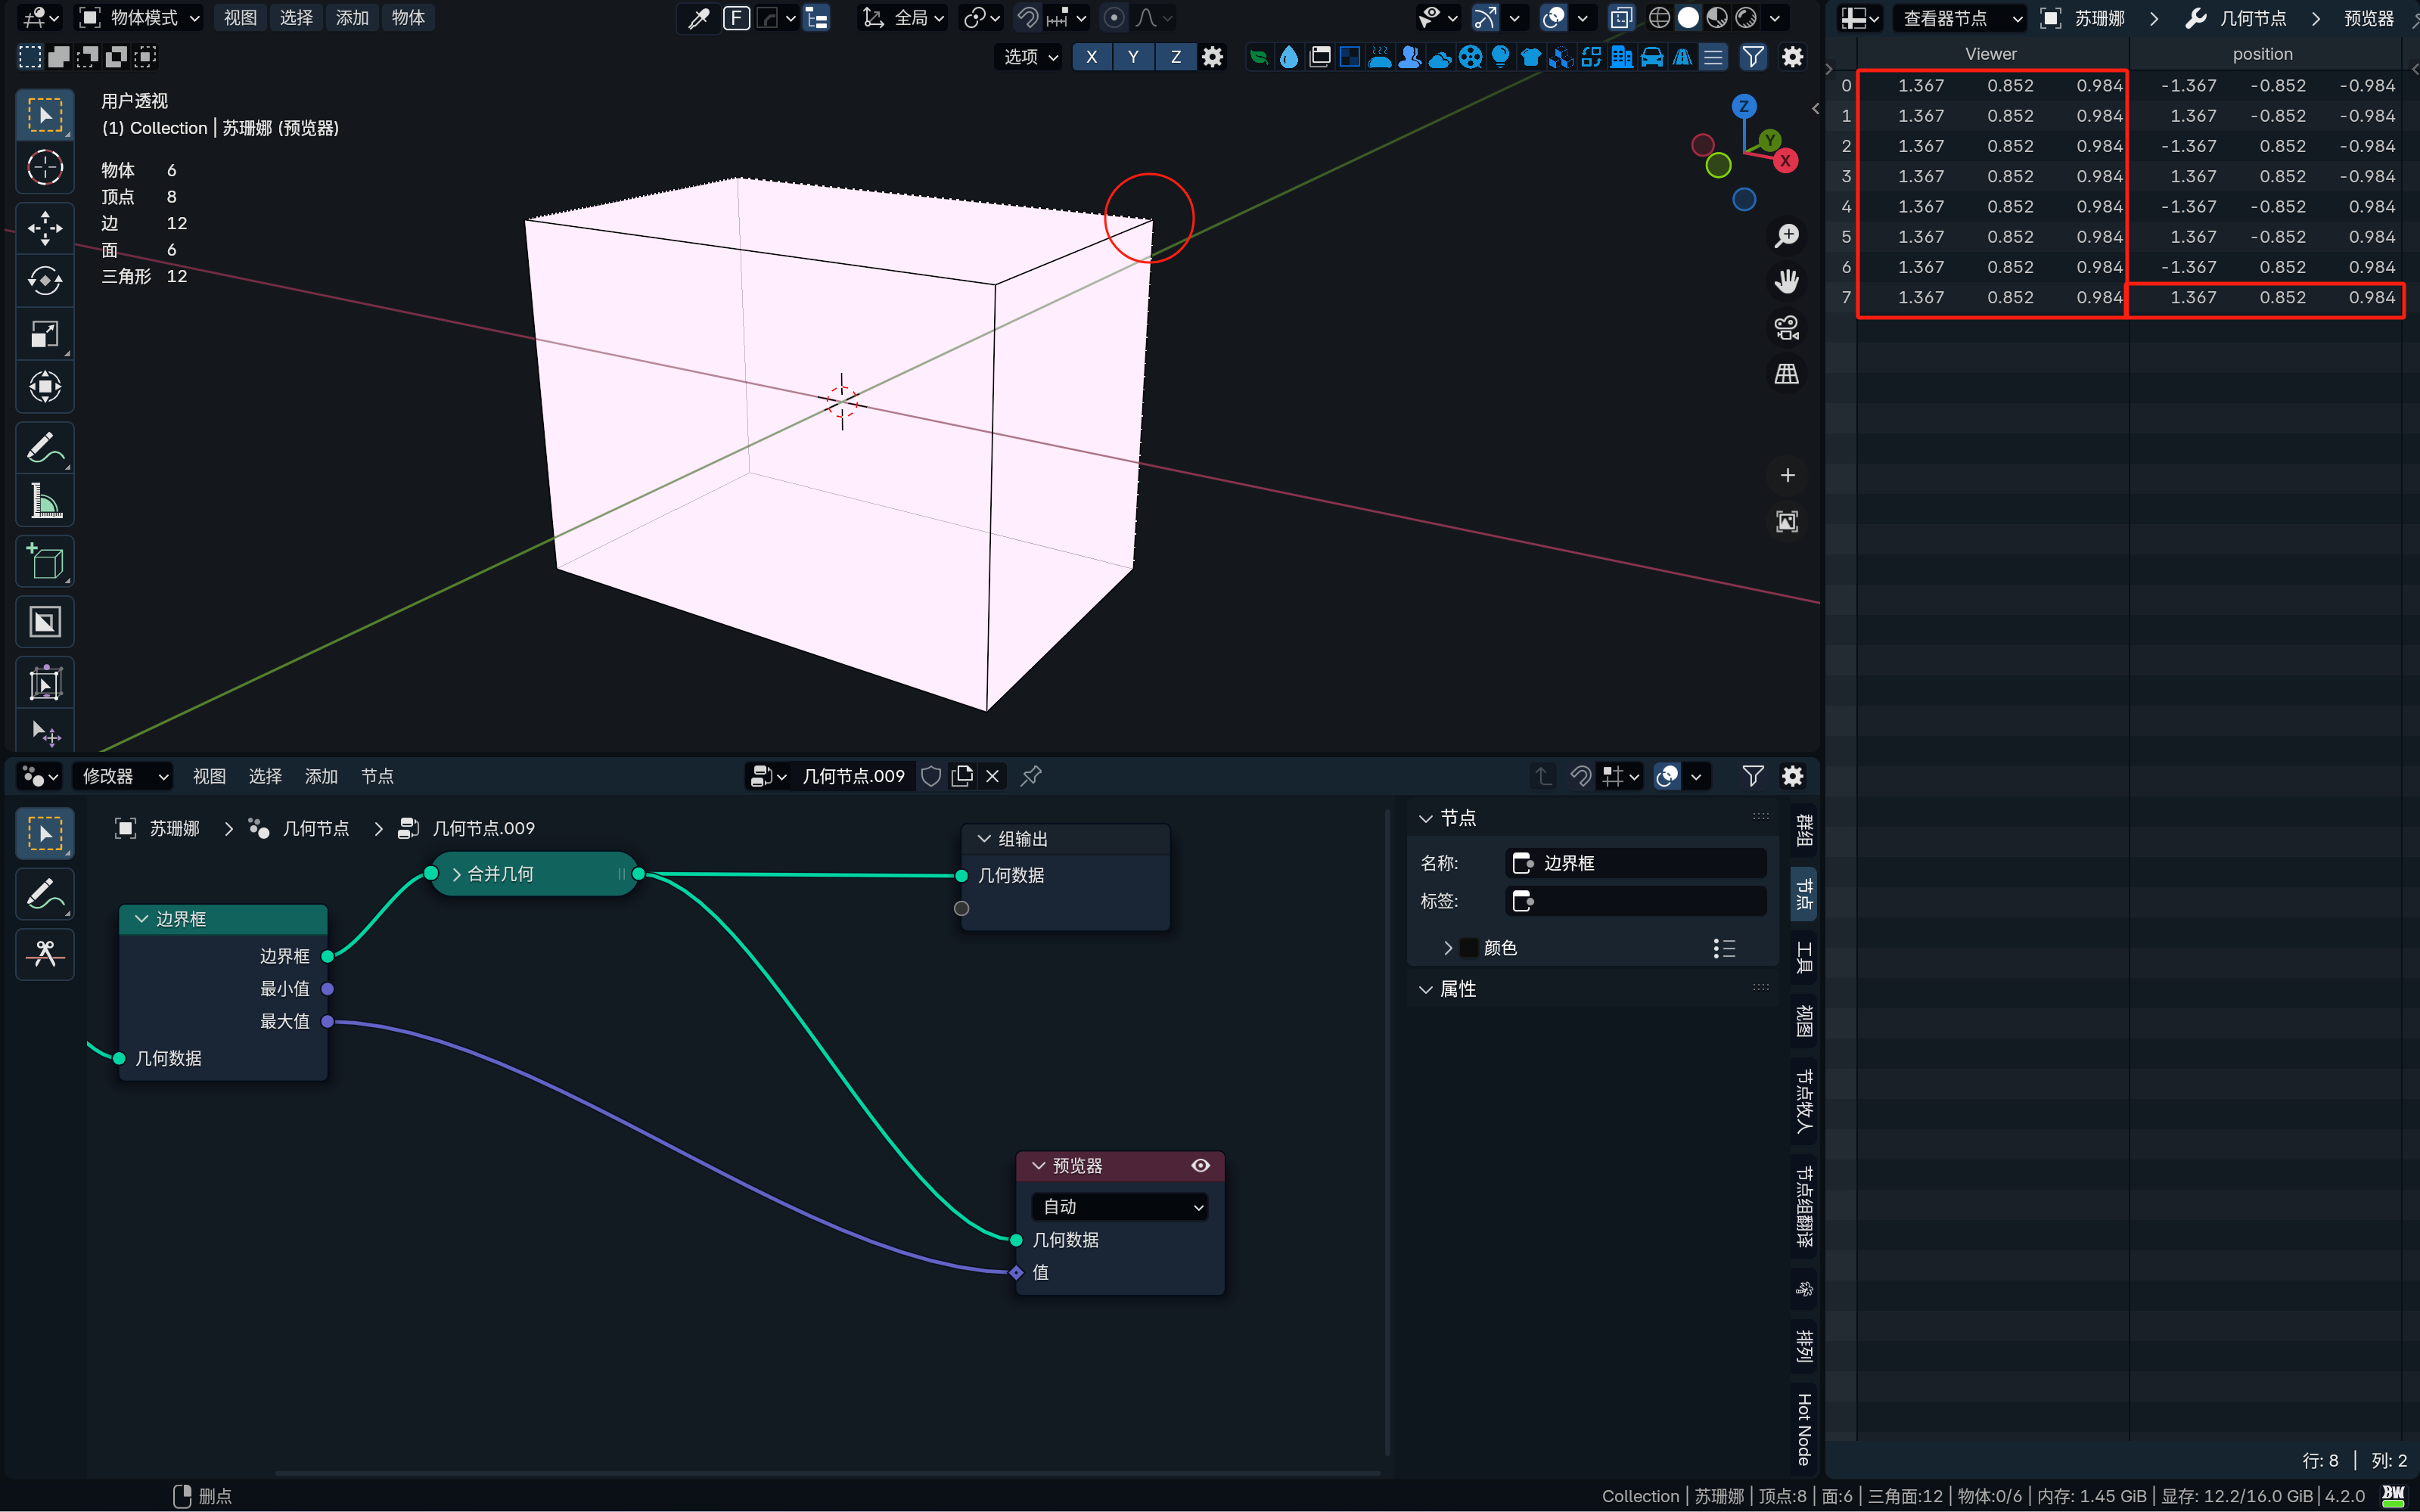 物体模式 视图 选择 添加 物体 F 全局
选项 X Y Z
用户透视
(1) Collection | 苏珊娜 (预览器)
物体 6
顶点 8
边 12
面 6
三角形 12
Z
Y
X
查看器节点 苏珊娜 几何节点 预览器
Viewer position
0 1.367 0.852 0.984 -1.367 -0.852 -0.984
1 1.367 0.852 0.984 1.367 -0.852 -0.984
2 1.367 0.852 0.984 -1.367 0.852 -0.984
3 1.367 0.852 0.984 1.367 0.852 -0.984
4 1.367 0.852 0.984 -1.367 -0.852 0.984
5 1.367 0.852 0.984 1.367 -0.852 0.984
6 1.367 0.852 0.984 -1.367 0.852 0.984
7 1.367 0.852 0.984 1.367 0.852 0.984
行: 8 | 列: 2
修改器 视图 选择 添加 节点 几何节点.009
苏珊娜 几何节点 几何节点.009
合并几何
组输出
几何数据
边界框
边界框
最小值
最大值
几何数据
预览器
自动
几何数据
值
节点
名称: 边界框
标签:
颜色
属性
群组
节点
工具
视图
节点牧人
节点组翻译
排列
Hot Node
删点
Collection | 苏珊娜 | 顶点:8 | 面:6 | 三角面:12 | 物体:0/6 | 内存: 1.45 GiB | 显存: 12.2/16.0 GiB | 4.2.0 BW